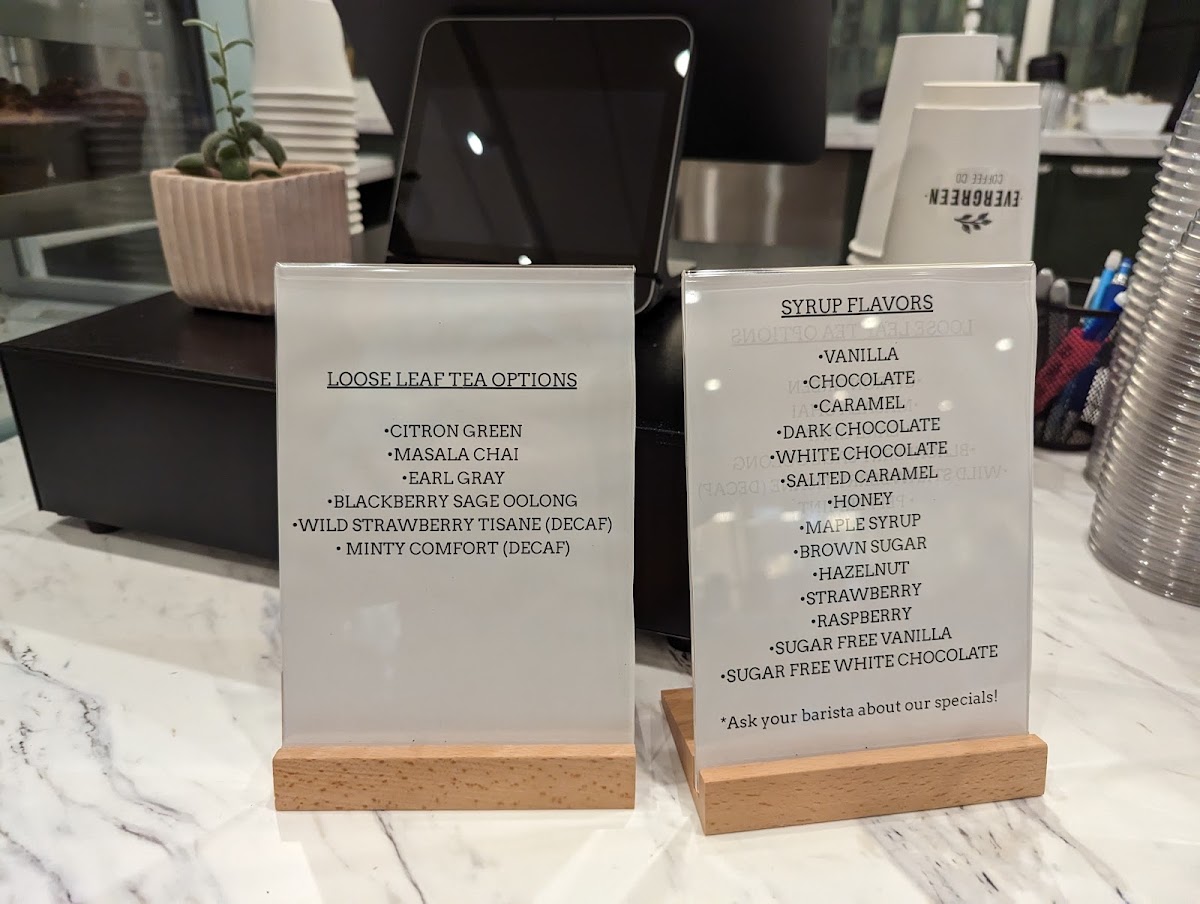 EVERGREEN
COFFEE CO
LOOSE LEAF TEA OPTIONS
•CITRON GREEN
•MASALA CHAI
•EARL GRAY
•BLACKBERRY SAGE OOLONG
•WILD STRAWBERRY TISANE (DECAF)
• MINTY COMFORT (DECAF)
SYRUP FLAVORS
•VANILLA
•CHOCOLATE
•CARAMEL
•DARK CHOCOLATE
•WHITE CHOCOLATE
•SALTED CARAMEL
•HONEY
•MAPLE SYRUP
•BROWN SUGAR
•HAZELNUT
•STRAWBERRY
•RASPBERRY
•SUGAR FREE VANILLA
•SUGAR FREE WHITE CHOCOLATE
*Ask your barista about our specials!